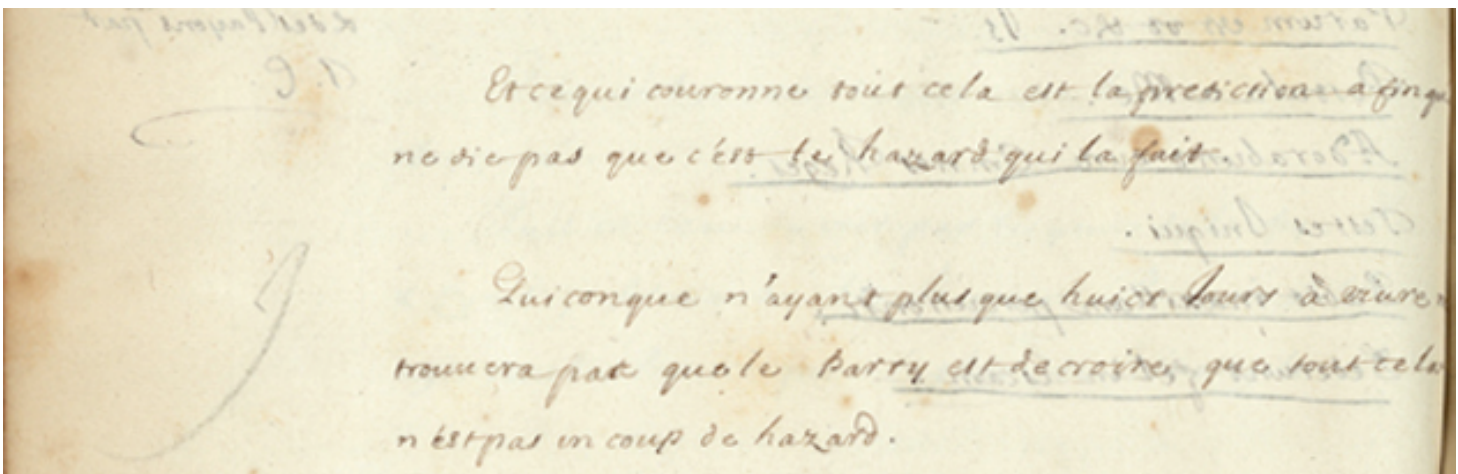 Et ce qui couronne tout cela est la prediction afin qu
ne die pas que c'est le hazard qui la fait.
Quiconque n'ayant plus que huict Jours a viure
trouuera pas que le Party est de croire que tout cela
n'est pas un coup de hazard.